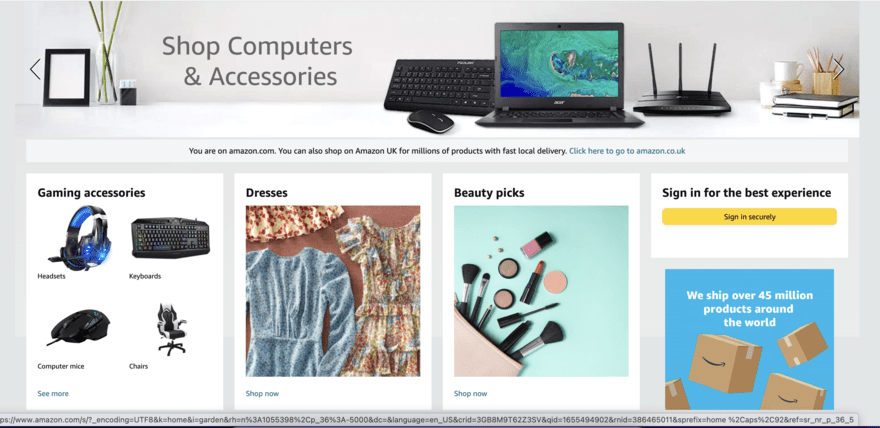 Shop Computers
& Accessories
acer
You are on amazon.com. You can also shop on Amazon UK for millions of products with fast local delivery. Click here to go to amazon.co.uk
Gaming accessories
Headsets
Keyboards
Computer mice
Chairs
See more
Dresses
Shop now
Beauty picks
Shop now
Sign in for the best experience
Sign in securely
We ship over 45 million
products around
the world
ps://www.amazon.com/s/?_encoding=UTF8&k=home&i=garden&rh=n%3A1055398%2Cp_36%3A-5000&dc=&language=en_US&crid=3GB8M9T62Z3SV&qid=1655494902&rnid=386465011&sprefix=home %2Caps%2C92&ref=sr_nr_p_36_5